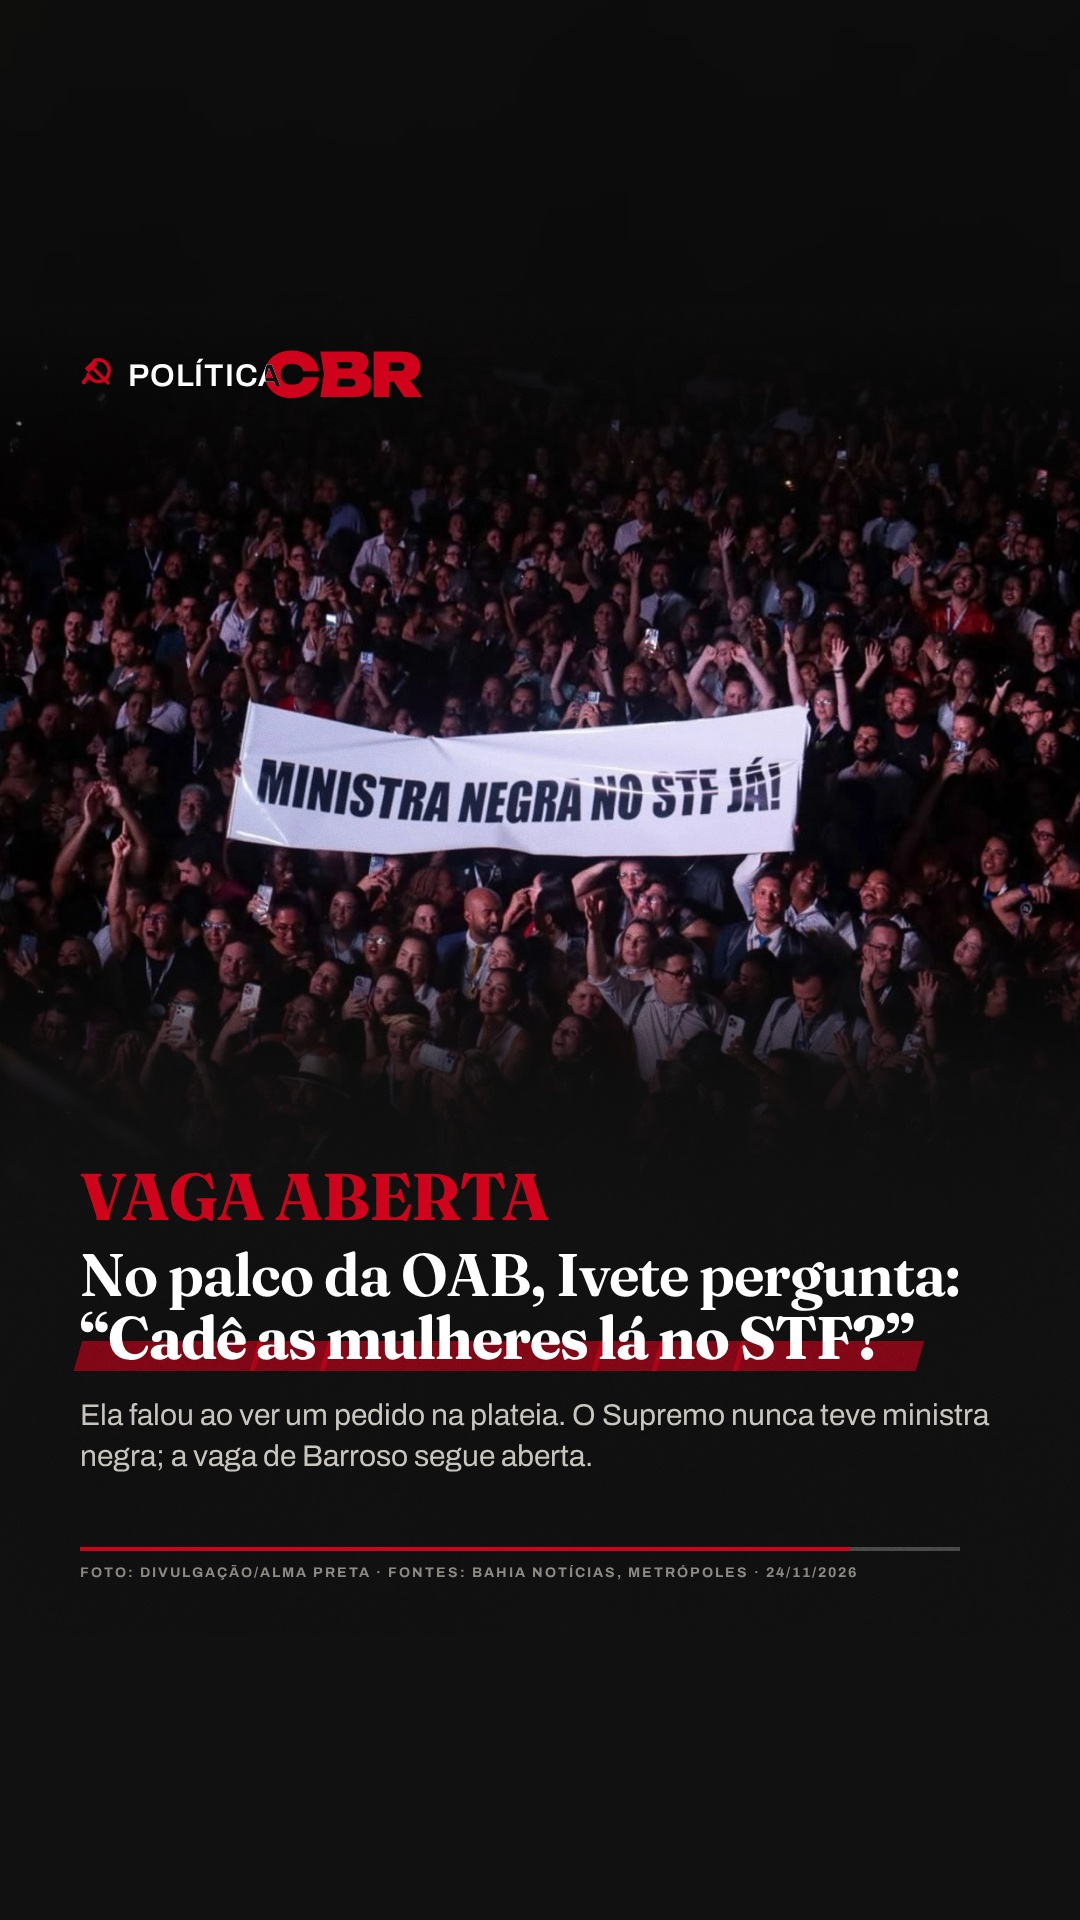 POLÍTICA
CBR
MINISTRA NEGRA NO STF JÁ!
VAGA ABERTA
No palco da OAB, Ivete pergunta:
“Cadê as mulheres lá no STF?”
Ela falou ao ver um pedido na plateia. O Supremo nunca teve ministra
negra; a vaga de Barroso segue aberta.
FOTO: DIVULGAÇÃO/ALMA PRETA · FONTES: BAHIA NOTÍCIAS, METRÓPOLES · 24/11/2026